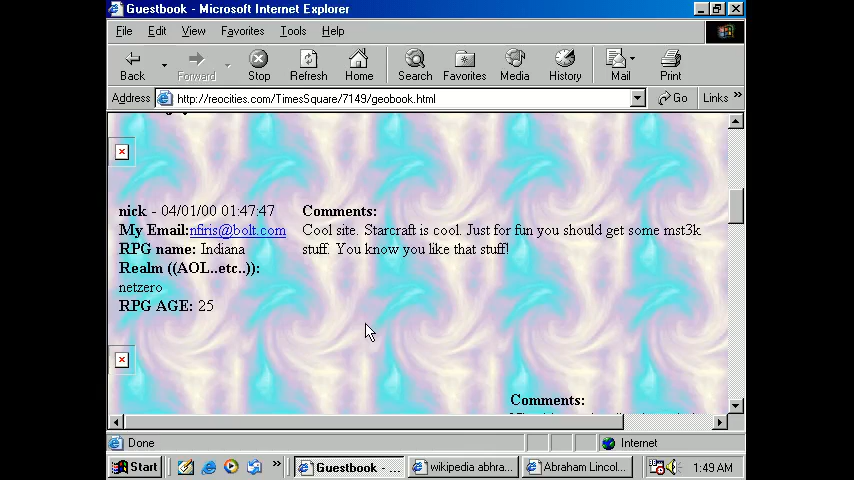 Guestbook - Microsoft Internet Explorer
File Edit View Favorites Tools Help
Back Forward Stop Refresh Home Search Favorites Media History Mail Print
Address http://reocities.com/TimesSquare/7149/geobook.html Go Links »
nick - 04/01/00 01:47:47
My Email:nfiris@bolt.com
RPG name: Indiana
Realm ((AOL..etc..)):
netzero
RPG AGE: 25
Comments:
Cool site. Starcraft is cool. Just for fun you should get some mst3k
stuff. You know you like that stuff!
Comments:
Done Internet
Start » Guestbook - ... wikipedia abhra... Abraham Lincol... 1:49 AM